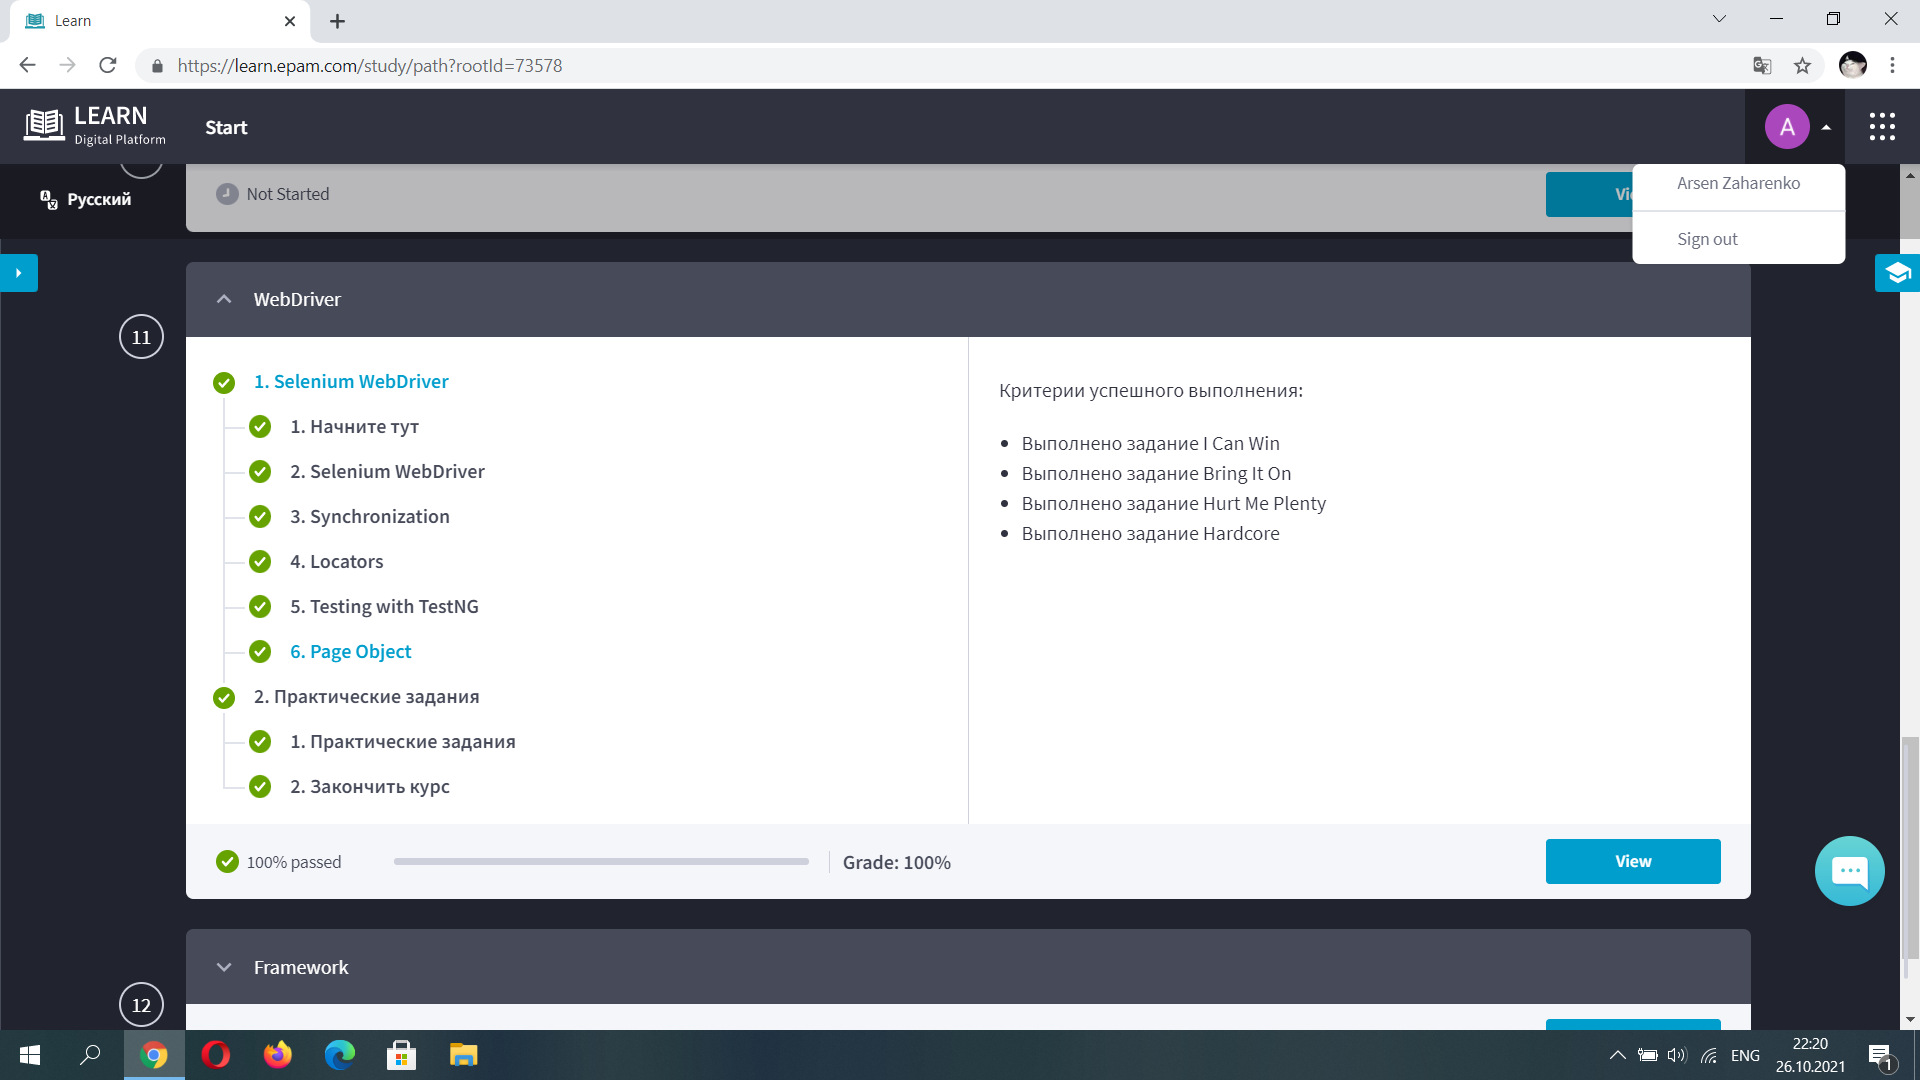 Learn
https://learn.epam.com/study/path?rootId=73578
LEARN
Digital Platform
Start
A
Arsen Zaharenko
Sign out
Русский
Not Started
WebDriver
11
1. Selenium WebDriver
1. Начните тут
2. Selenium WebDriver
3. Synchronization
4. Locators
5. Testing with TestNG
6. Page Object
2. Практические задания
1. Практические задания
2. Закончить курс
Критерии успешного выполнения:
Выполнено задание I Can Win
Выполнено задание Bring It On
Выполнено задание Hurt Me Plenty
Выполнено задание Hardcore
100% passed
Grade: 100%
View
Framework
12
ENG
22:20
26.10.2021
1